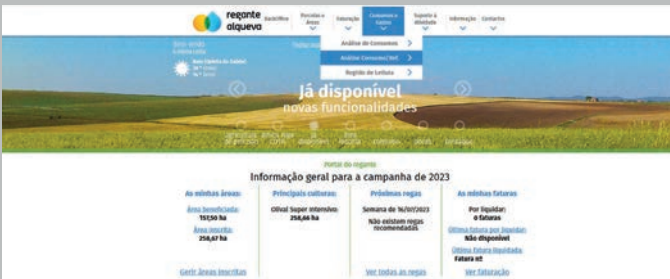 regante
alqueva
BackOffice
Parcelas e
Áreas
Faturação
Consumos e
Gastos
Suporte à
Atividade
Informação
Contactos
Análise de Consumos
Análise Consumo/Ref.
Registo de Leitura
Já disponível
novas funcionalidades
Portal do regante
Informação geral para a campanha de 2023
As minhas áreas:
Área beneficiada:
151,50 ha
Área inscrita:
258,67 ha
Gerir áreas inscritas
Principais culturas:
Olival Super Intensivo:
258,66 ha
Próximas regas
Semana de 16/07/2023
Não existem regas
recomendadas
Ver todas as regas
As minhas faturas
Por liquidar:
0 faturas
Última fatura por liquidar:
Não disponível
Última fatura liquidada:
Fatura nº
Ver faturação